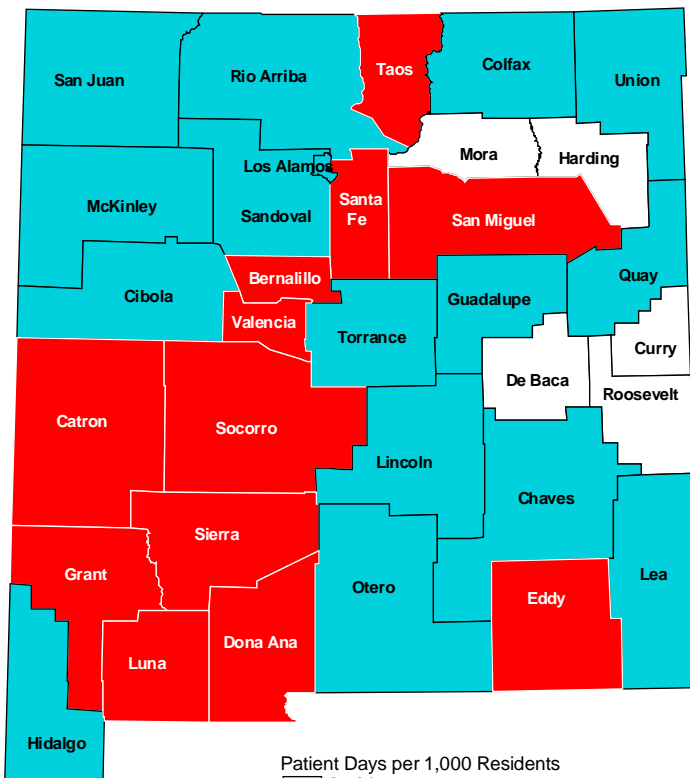 Taos
Colfax
San Juan
Rio Arriba
Union
Mora
Harding
Los Alamos
McKinley
Sandoval
Santa
Fe
San Miguel
Bernalillo
Quay
Cibola
Guadalupe
Valencia
Torrance
Curry
De Baca
Roosevelt
Catron
Socorro
Lincoln
Chaves
Sierra
Grant
Otero
Eddy
Lea
Dona Ana
Luna
Hidalgo
Patient Days per 1,000 Residents